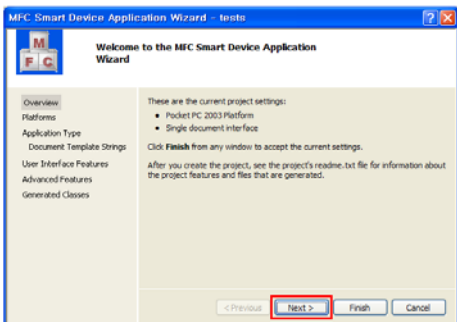 MFC Smart Device Application Wizard - tests
M
F C
Welcome to the MFC Smart Device Application
Wizard
Overview
Platforms
Application Type
Document Template Strings
User Interface Features
Advanced Features
Generated Classes
These are the current project settings:
• Pocket PC 2003 Platform
• Single document interface
Click Finish from any window to accept the current settings.
After you create the project, see the project's readme.txt file for information about
the project features and files that are generated.
< Previous
Next >
Finish
Cancel